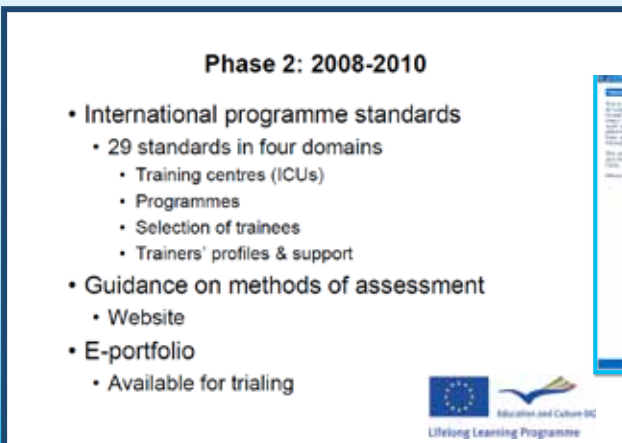 Phase 2: 2008-2010
• International programme standards
• 29 standards in four domains
• Training centres (ICUs)
• Programmes
• Selection of trainees
• Trainers' profiles & support
• Guidance on methods of assessment
• Website
• E-portfolio
• Available for trialing
Education and Culture DG
Lifelong Learning Programme